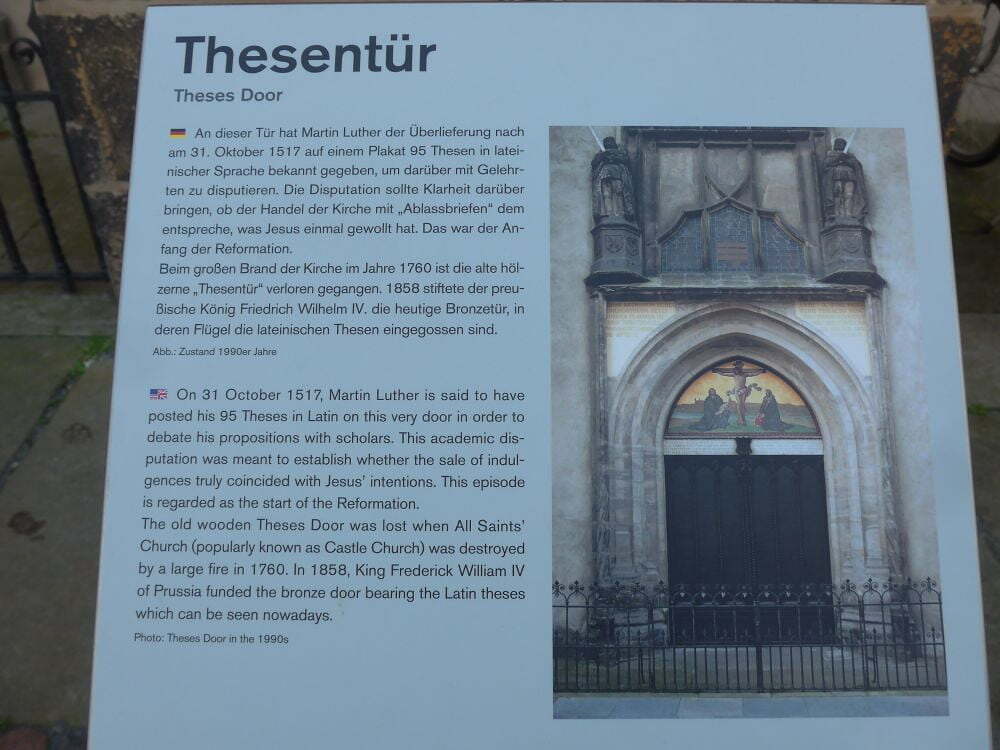 Thesentür
Theses Door
An dieser Tür hat Martin Luther der Überlieferung nach
am 31. Oktober 1517 auf einem Plakat 95 Thesen in latei-
nischer Sprache bekannt gegeben, um darüber mit Gelehr-
ten zu disputieren. Die Disputation sollte Klarheit darüber
bringen, ob der Handel der Kirche mit „Ablassbriefen“ dem
entspreche, was Jesus einmal gewollt hat. Das war der An-
fang der Reformation.
Beim großen Brand der Kirche im Jahre 1760 ist die alte höl-
zerne „Thesentür“ verloren gegangen. 1858 stiftete der preu-
ßische König Friedrich Wilhelm IV. die heutige Bronzetür, in
deren Flügel die lateinischen Thesen eingegossen sind.
Abb.: Zustand 1990er Jahre
On 31 October 1517, Martin Luther is said to have
posted his 95 Theses in Latin on this very door in order to
debate his propositions with scholars. This academic dis-
putation was meant to establish whether the sale of indul-
gences truly coincided with Jesus’ intentions. This episode
is regarded as the start of the Reformation.
The old wooden Theses Door was lost when All Saints’
Church (popularly known as Castle Church) was destroyed
by a large fire in 1760. In 1858, King Frederick William IV
of Prussia funded the bronze door bearing the Latin theses
which can be seen nowadays.
Photo: Theses Door in the 1990s